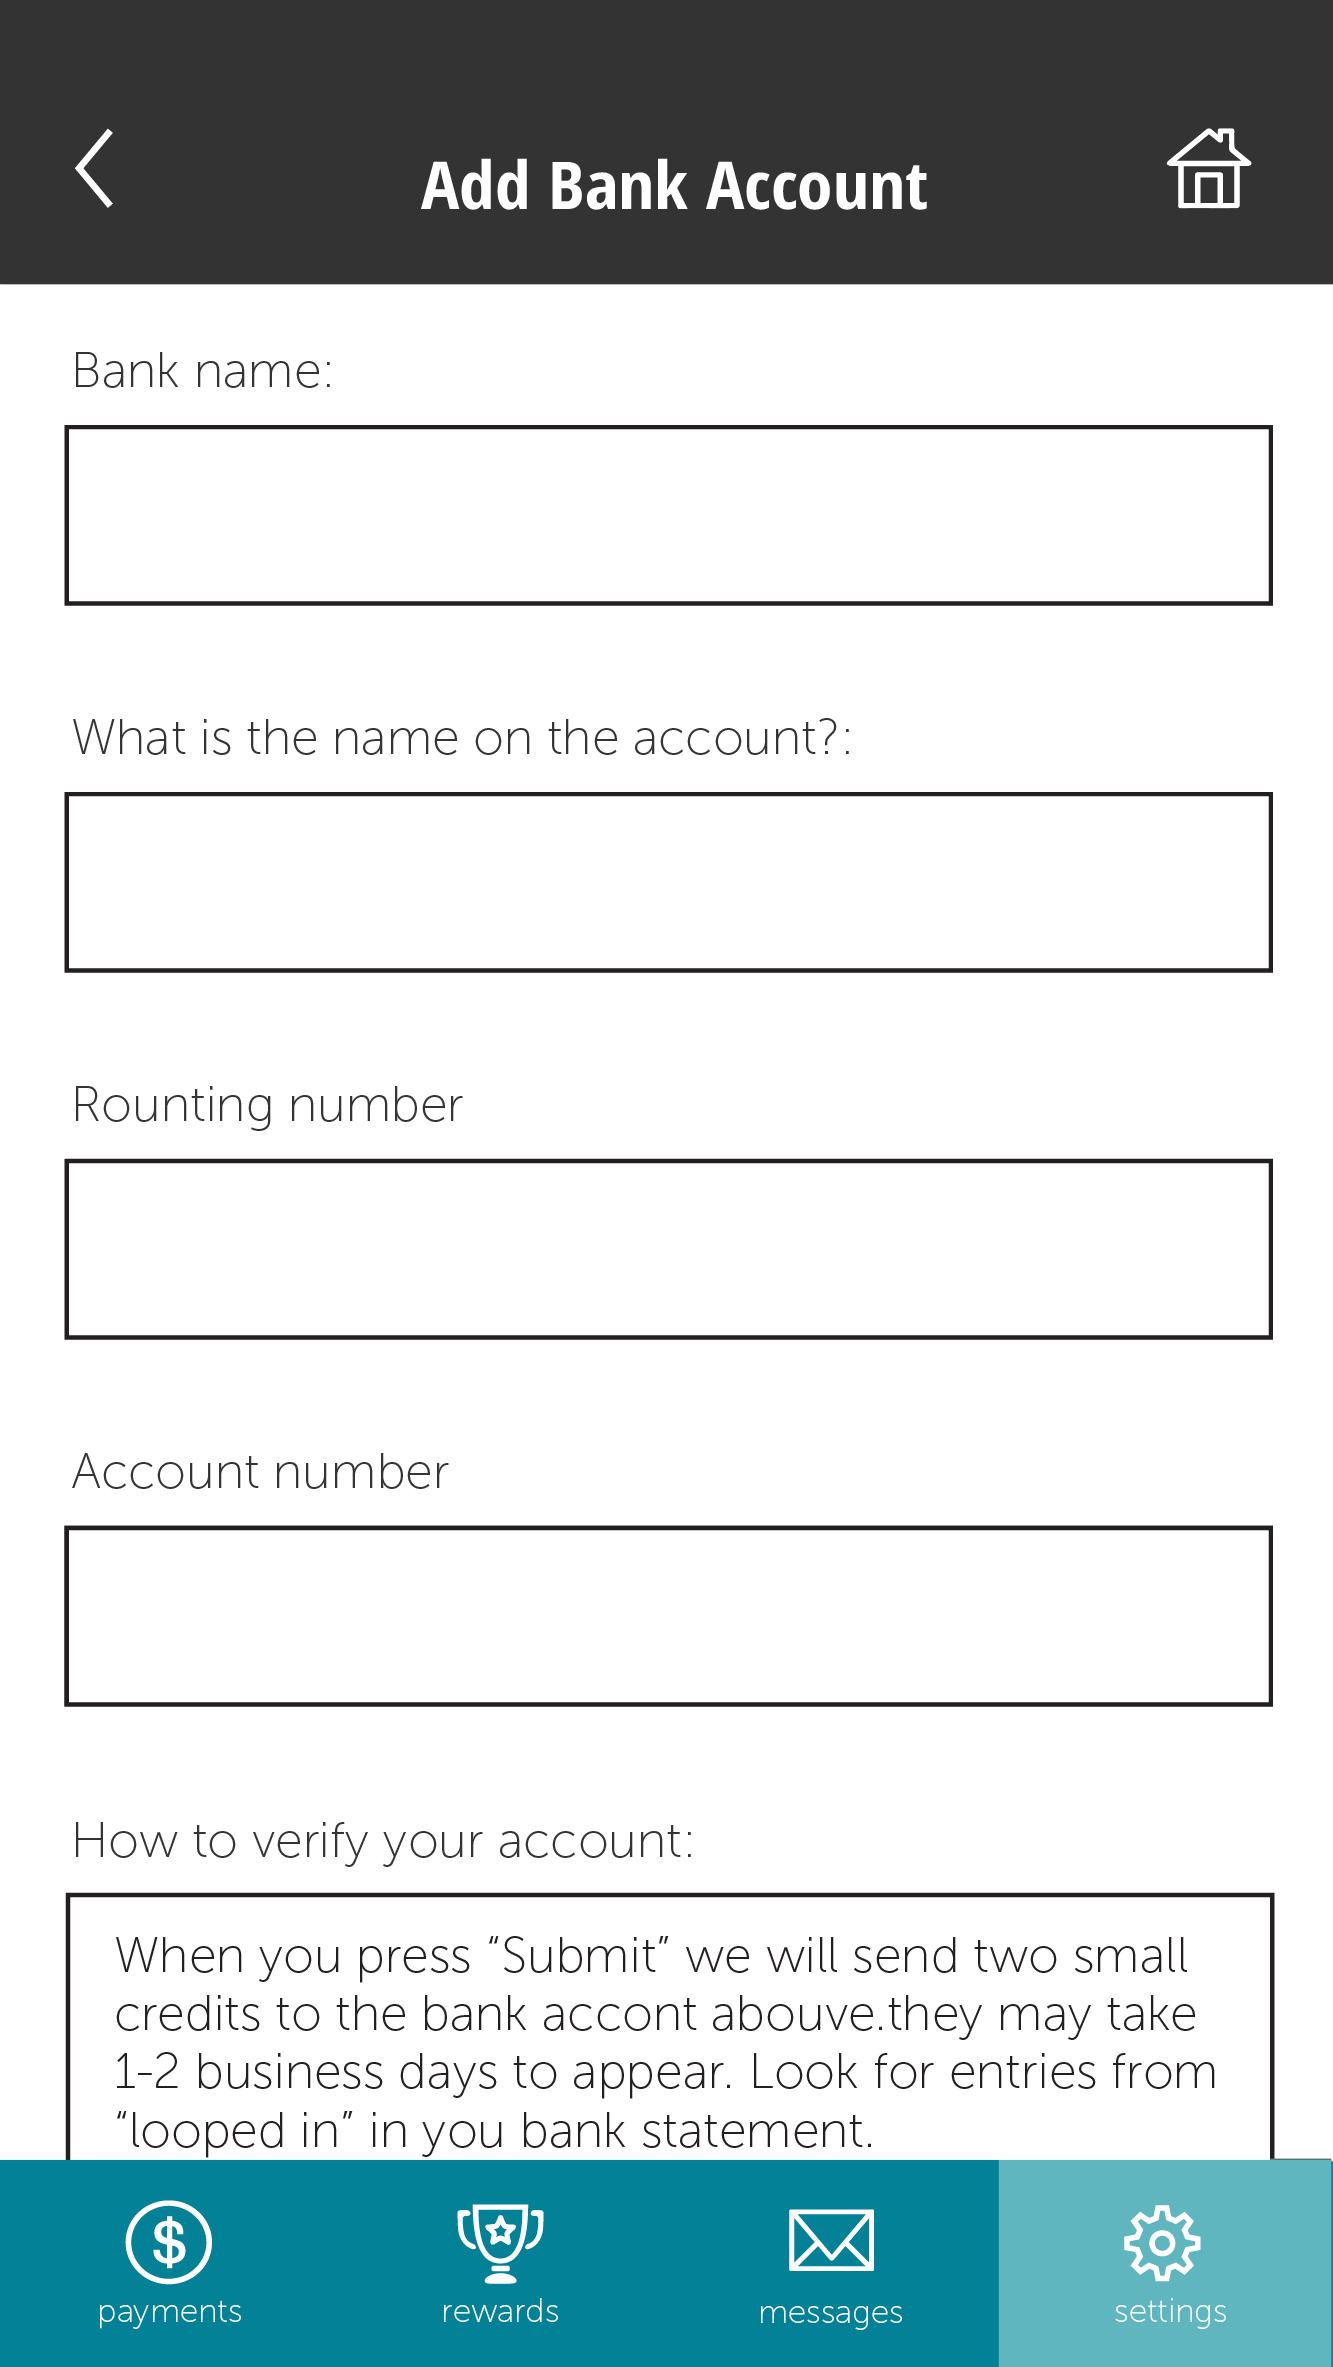 Add Bank Account
Bank name:
What is the name on the account?:
Rounting number
Account number
How to verify your account:
When you press “Submit” we will send two small
credits to the bank accont abouve.they may take
1-2 business days to appear. Look for entries from
“looped in” in you bank statement.
$
payments
rewards
messages
settings